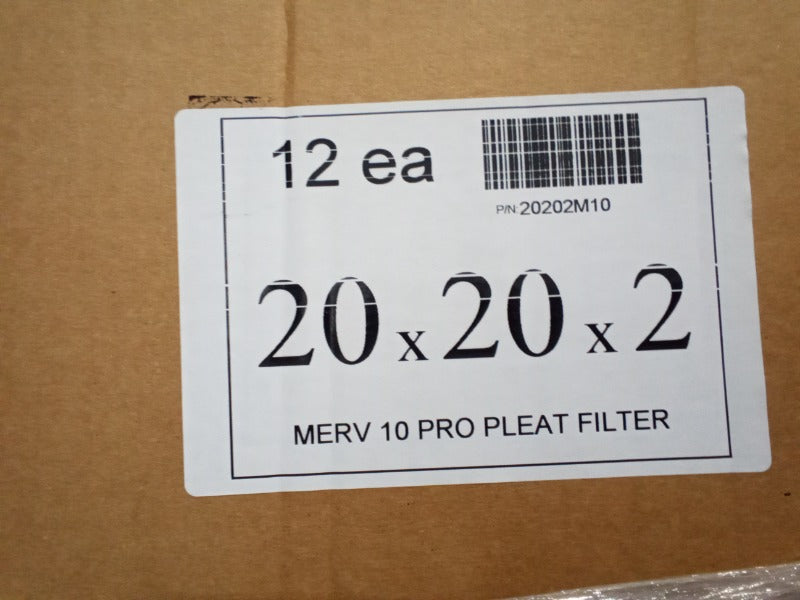 12 ea
P/N: 20202M10
20 x 20 x 2
MERV 10 PRO PLEAT FILTER